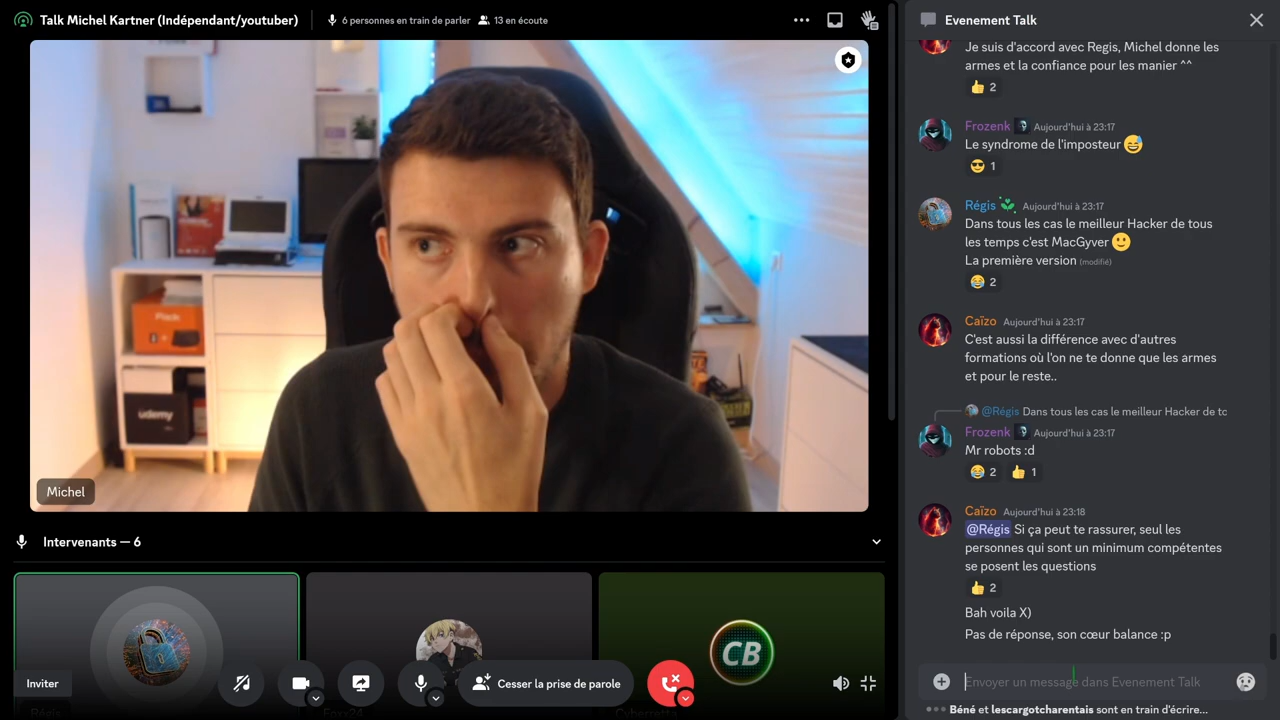 Talk Michel Kartner (Indépendant/youtuber)
6 personnes en train de parler
13 en écoute
Evenement Talk
Je suis d'accord avec Regis, Michel donne les
armes et la confiance pour les manier ^^
👍 2
Frozenk Aujourd'hui à 23:17
Le syndrome de l'imposteur 😅
😎 1
Régis Aujourd'hui à 23:17
Dans tous les cas le meilleur Hacker de tous
les temps c'est MacGyver 🙂
La première version (modifié)
😂 2
Caïzo Aujourd'hui à 23:17
C'est aussi la différence avec d'autres
formations où l'on ne te donne que les armes
et pour le reste..
@Régis Dans tous les cas le meilleur Hacker de tc
Frozenk Aujourd'hui à 23:17
Mr robots :d
😂 2 👍 1
Caïzo Aujourd'hui à 23:18
@Régis Si ça peut te rassurer, seul les
personnes qui sont un minimum compétentes
se posent les questions
👍 2
Bah voila X)
Pas de réponse, son cœur balance :p
Envoyer un message dans Evenement Talk
Béné et lescargotcharentais sont en train d'écrire...
udemy
Michel
Intervenants — 6
CB
Inviter
Cesser la prise de parole
Régis